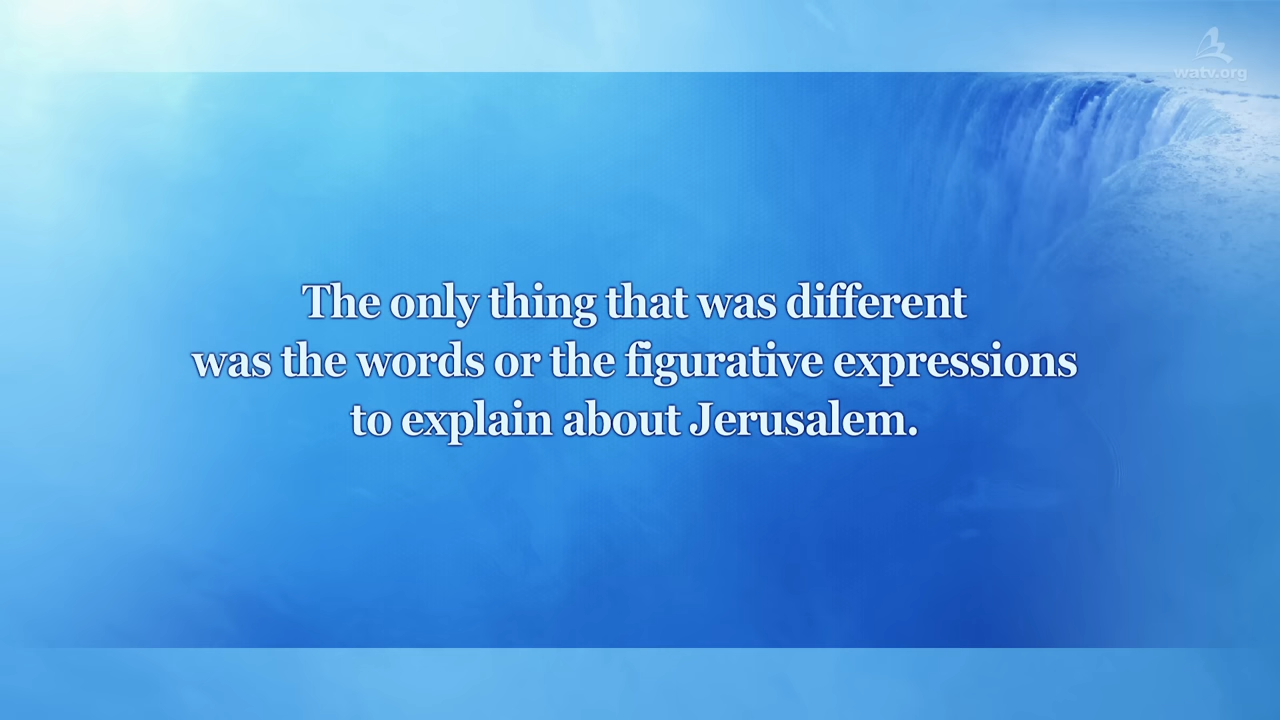 watv.org
The only thing that was different
was the words or the figurative expressions
to explain about Jerusalem.